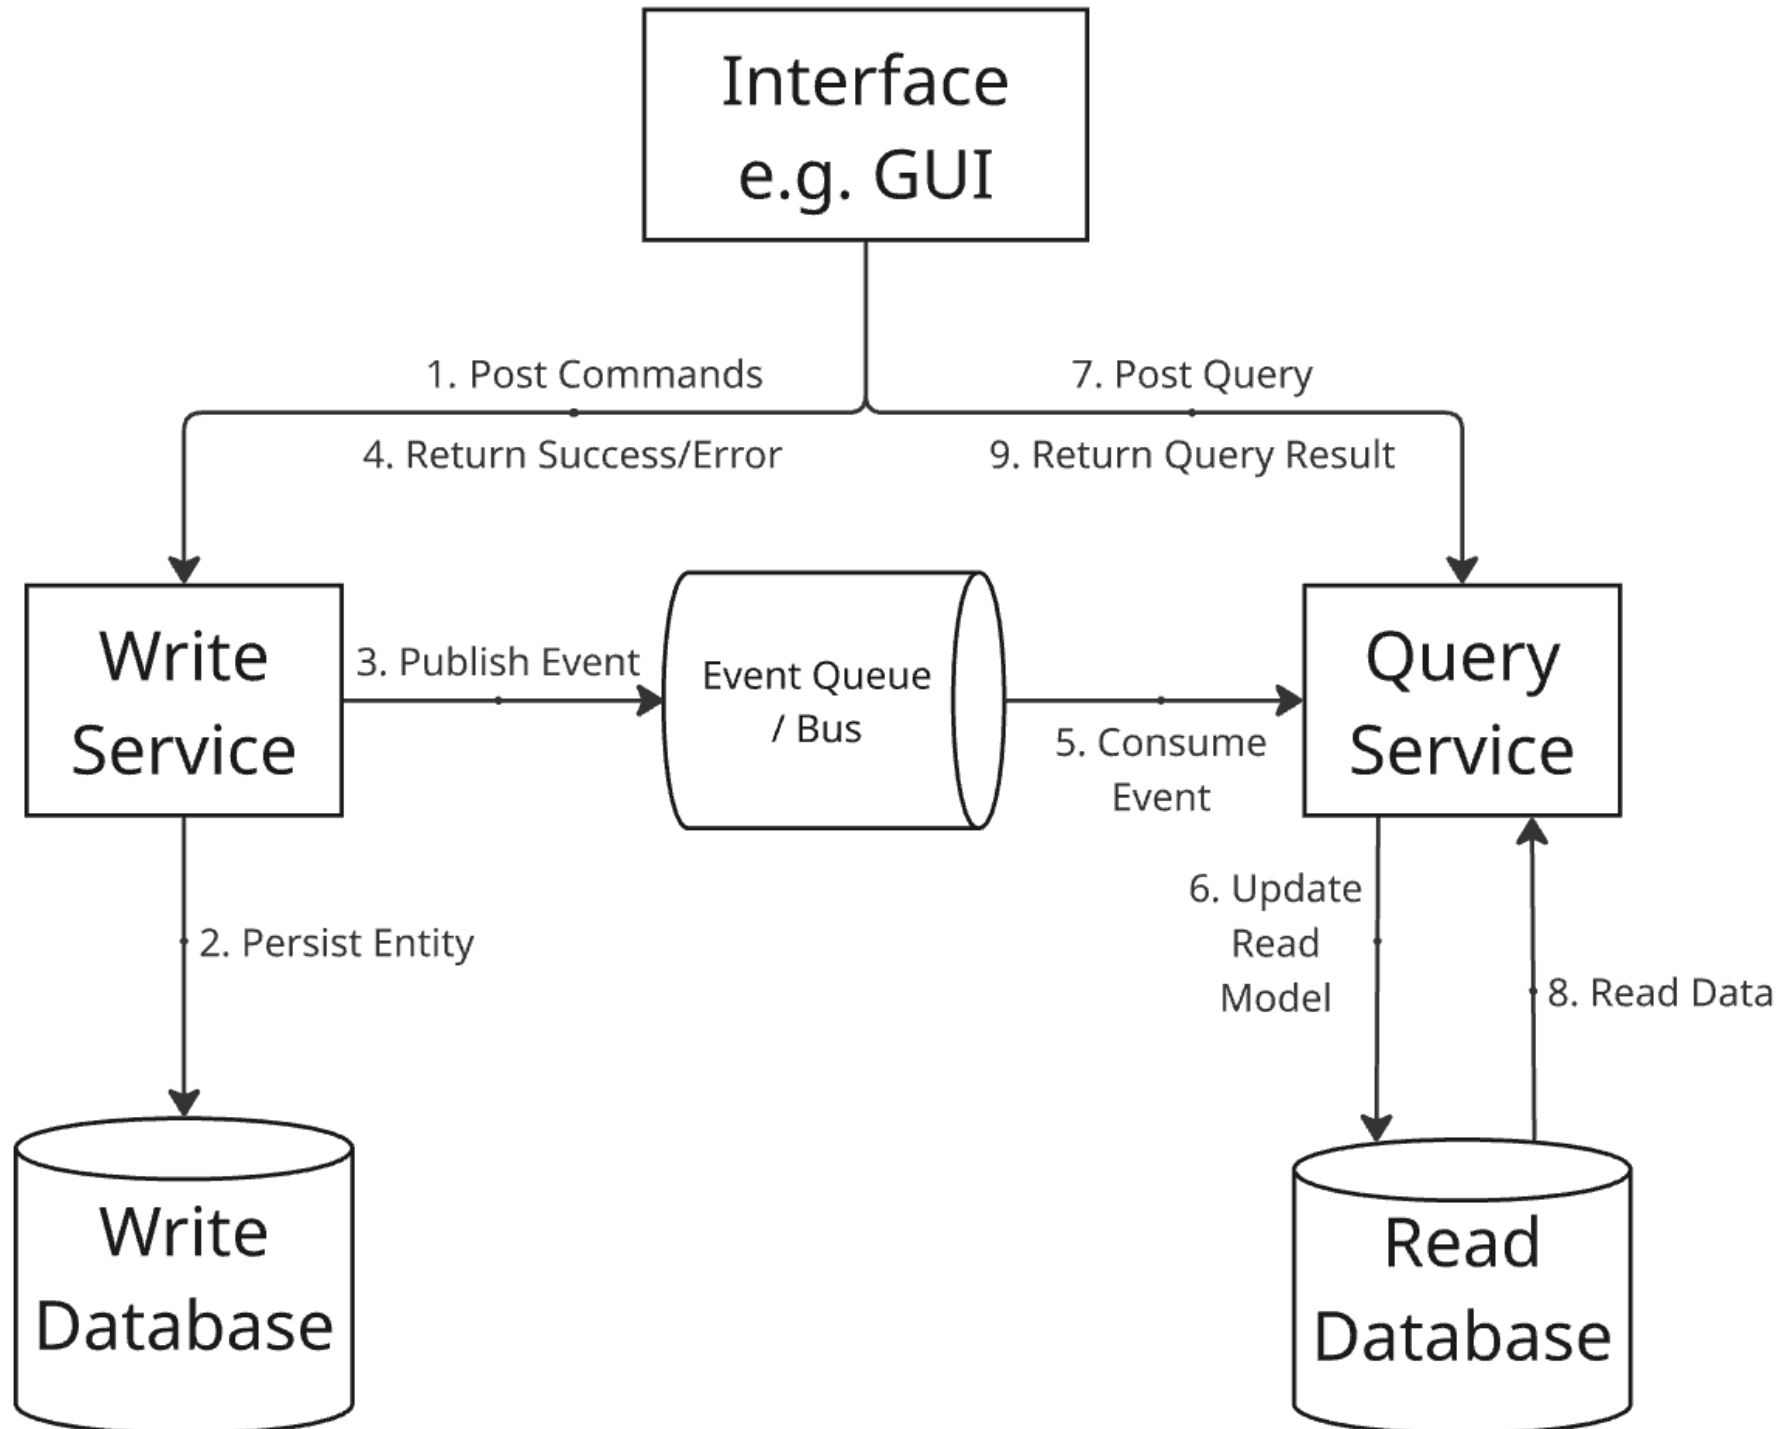 Interface
e.g. GUI
1. Post Commands
7. Post Query
4. Return Success/Error
9. Return Query Result
Write
Service
3. Publish Event
Event Queue
/ Bus
5. Consume
Event
Query
Service
2. Persist Entity
6. Update
Read
Model
8. Read Data
Write
Database
Read
Database